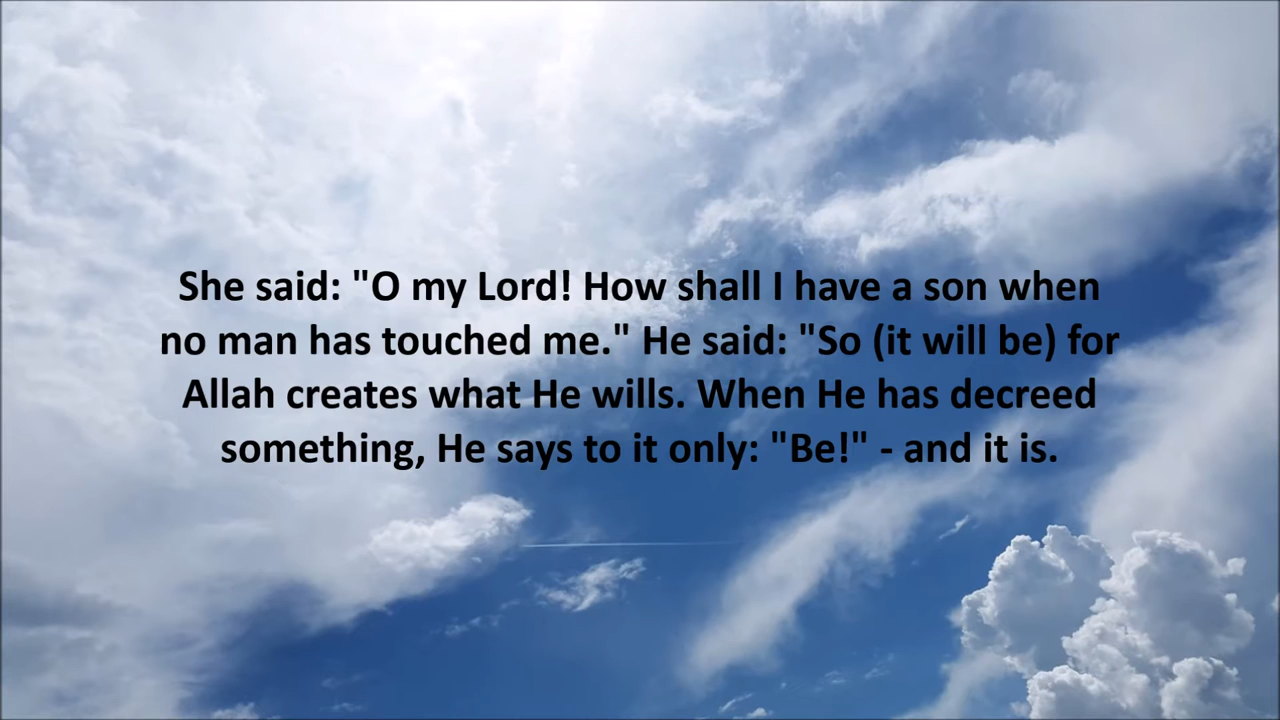 She said: "O my Lord! How shall I have a son when
no man has touched me." He said: "So (it will be) for
Allah creates what He wills. When He has decreed
something, He says to it only: "Be!" - and it is.